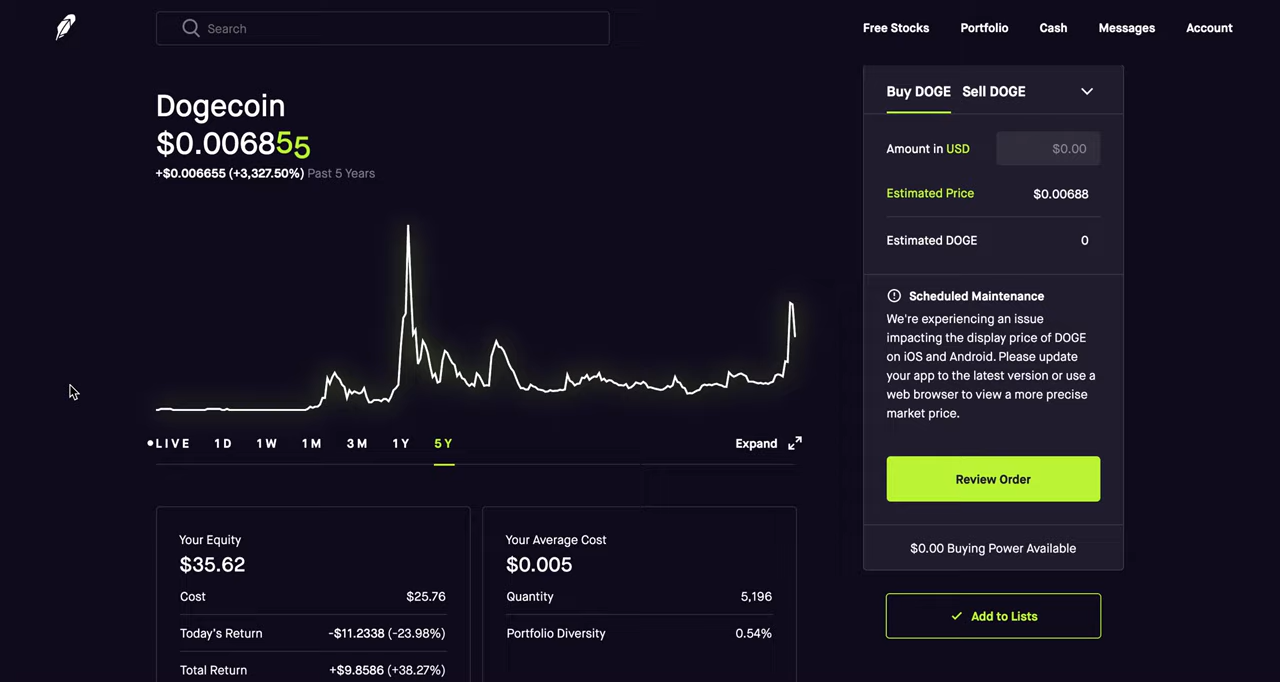 Search
Free Stocks Portfolio Cash Messages Account
Dogecoin
$0.006855
+$0.006655 (+3,327.50%) Past 5 Years
LIVE 1D 1W 1M 3M 1Y 5Y Expand
Your Equity
$35.62
Cost $25.76
Today's Return -$11.2338 (-23.98%)
Total Return +$9.8586 (+38.27%)
Your Average Cost
$0.005
Quantity 5,196
Portfolio Diversity 0.54%
Buy DOGE Sell DOGE
Amount in USD $0.00
Estimated Price $0.00688
Estimated DOGE 0
Scheduled Maintenance
We're experiencing an issue
impacting the display price of DOGE
on iOS and Android. Please update
your app to the latest version or use a
web browser to view a more precise
market price.
Review Order
$0.00 Buying Power Available
Add to Lists